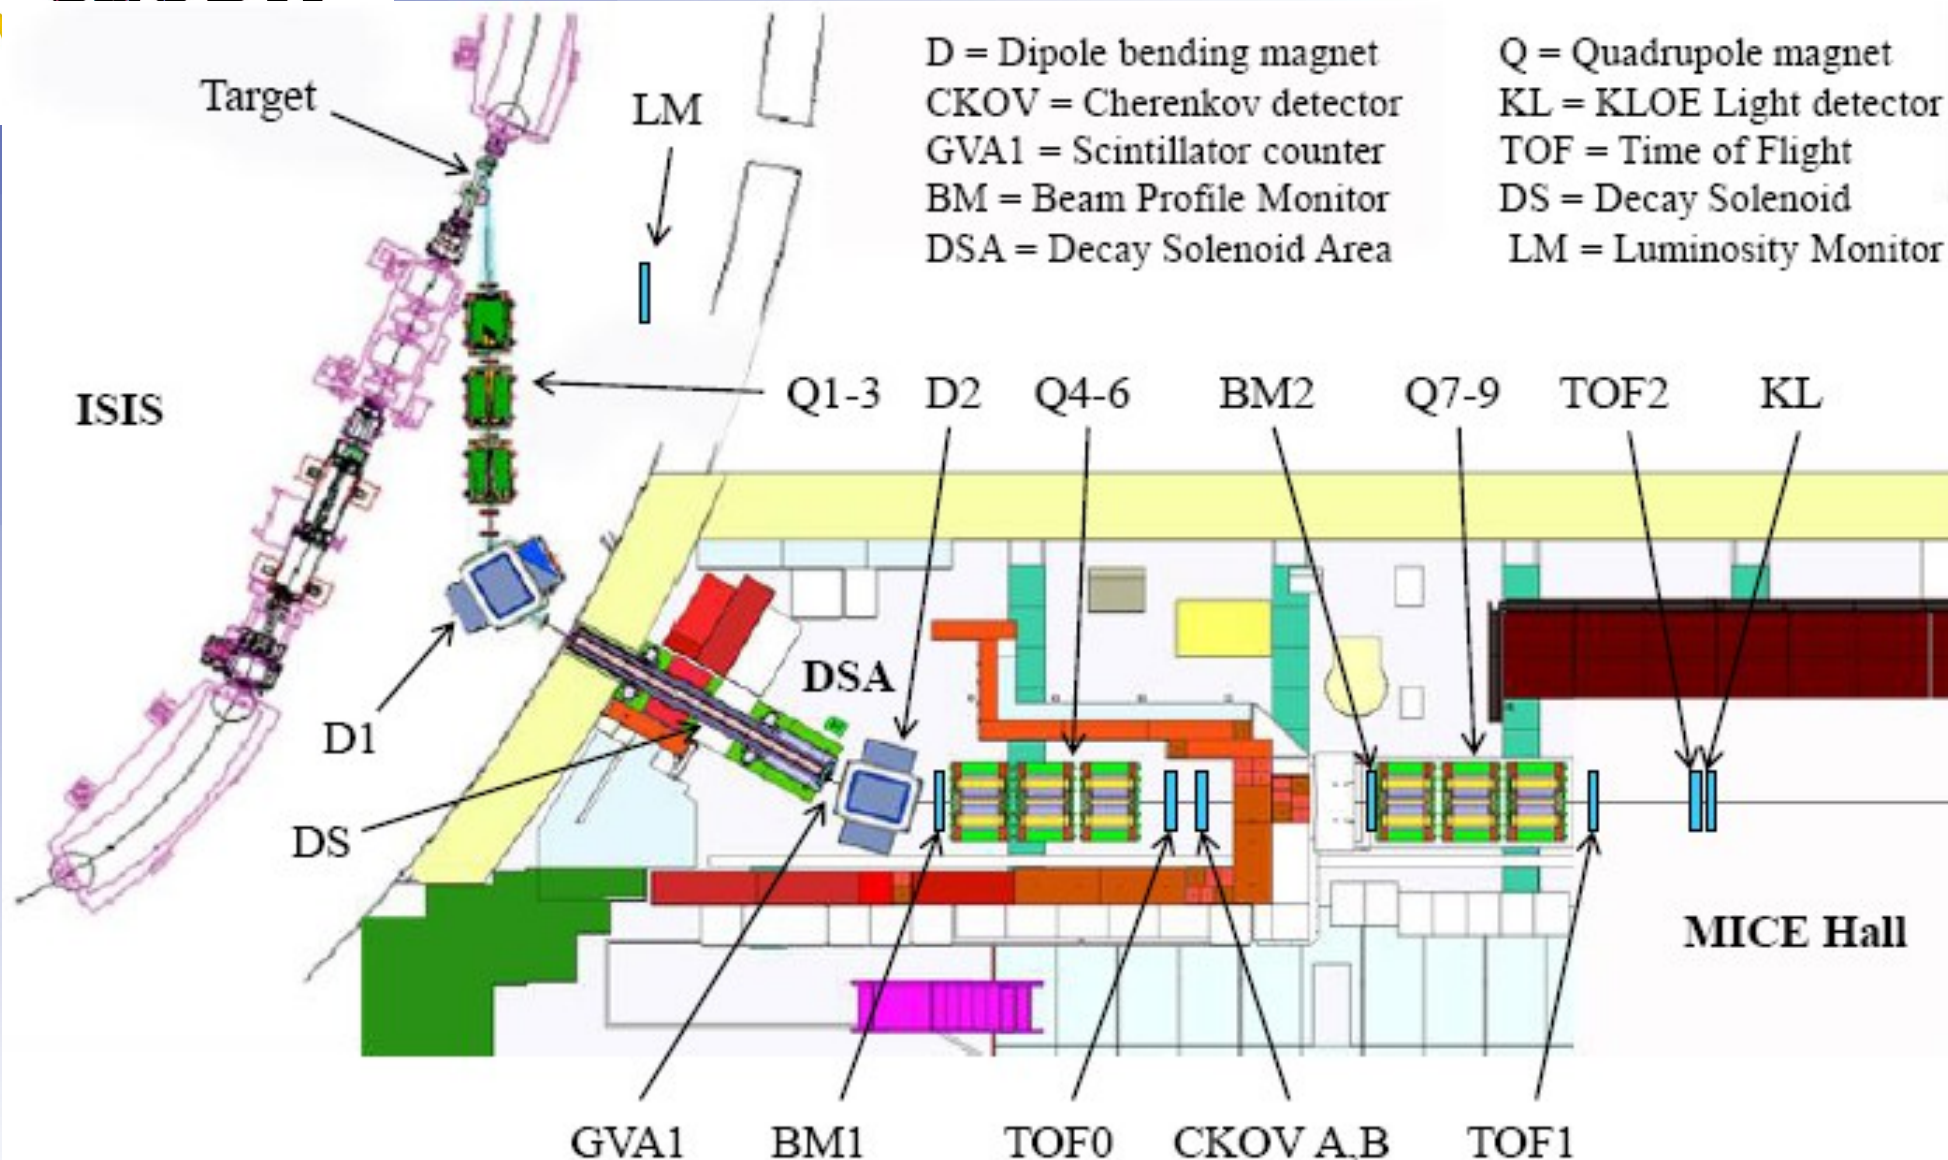 D = Dipole bending magnet
CKOV = Cherenkov detector
GVA1 = Scintillator counter
BM = Beam Profile Monitor
DSA = Decay Solenoid Area
Q = Quadrupole magnet
KL = KLOE Light detector
TOF = Time of Flight
DS = Decay Solenoid
LM = Luminosity Monitor
Target
LM
ISIS
Q1-3
D2
Q4-6
BM2
Q7-9
TOF2
KL
DSA
D1
DS
MICE Hall
GVA1
BM1
TOF0
CKOV A,B
TOF1